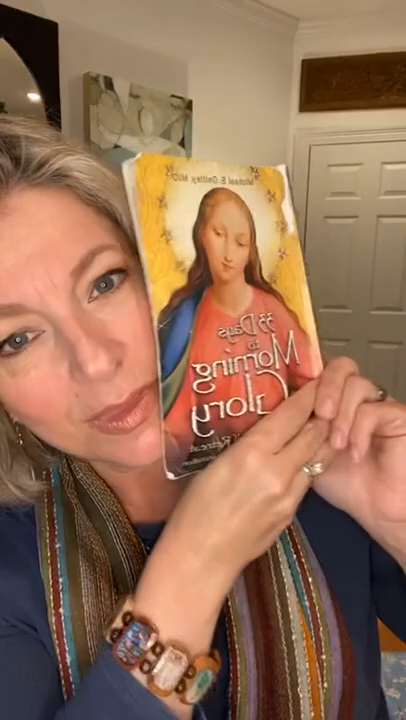 Michael E. Gaitley, MIC
33 Days
to
Morning
Glory
Retreat